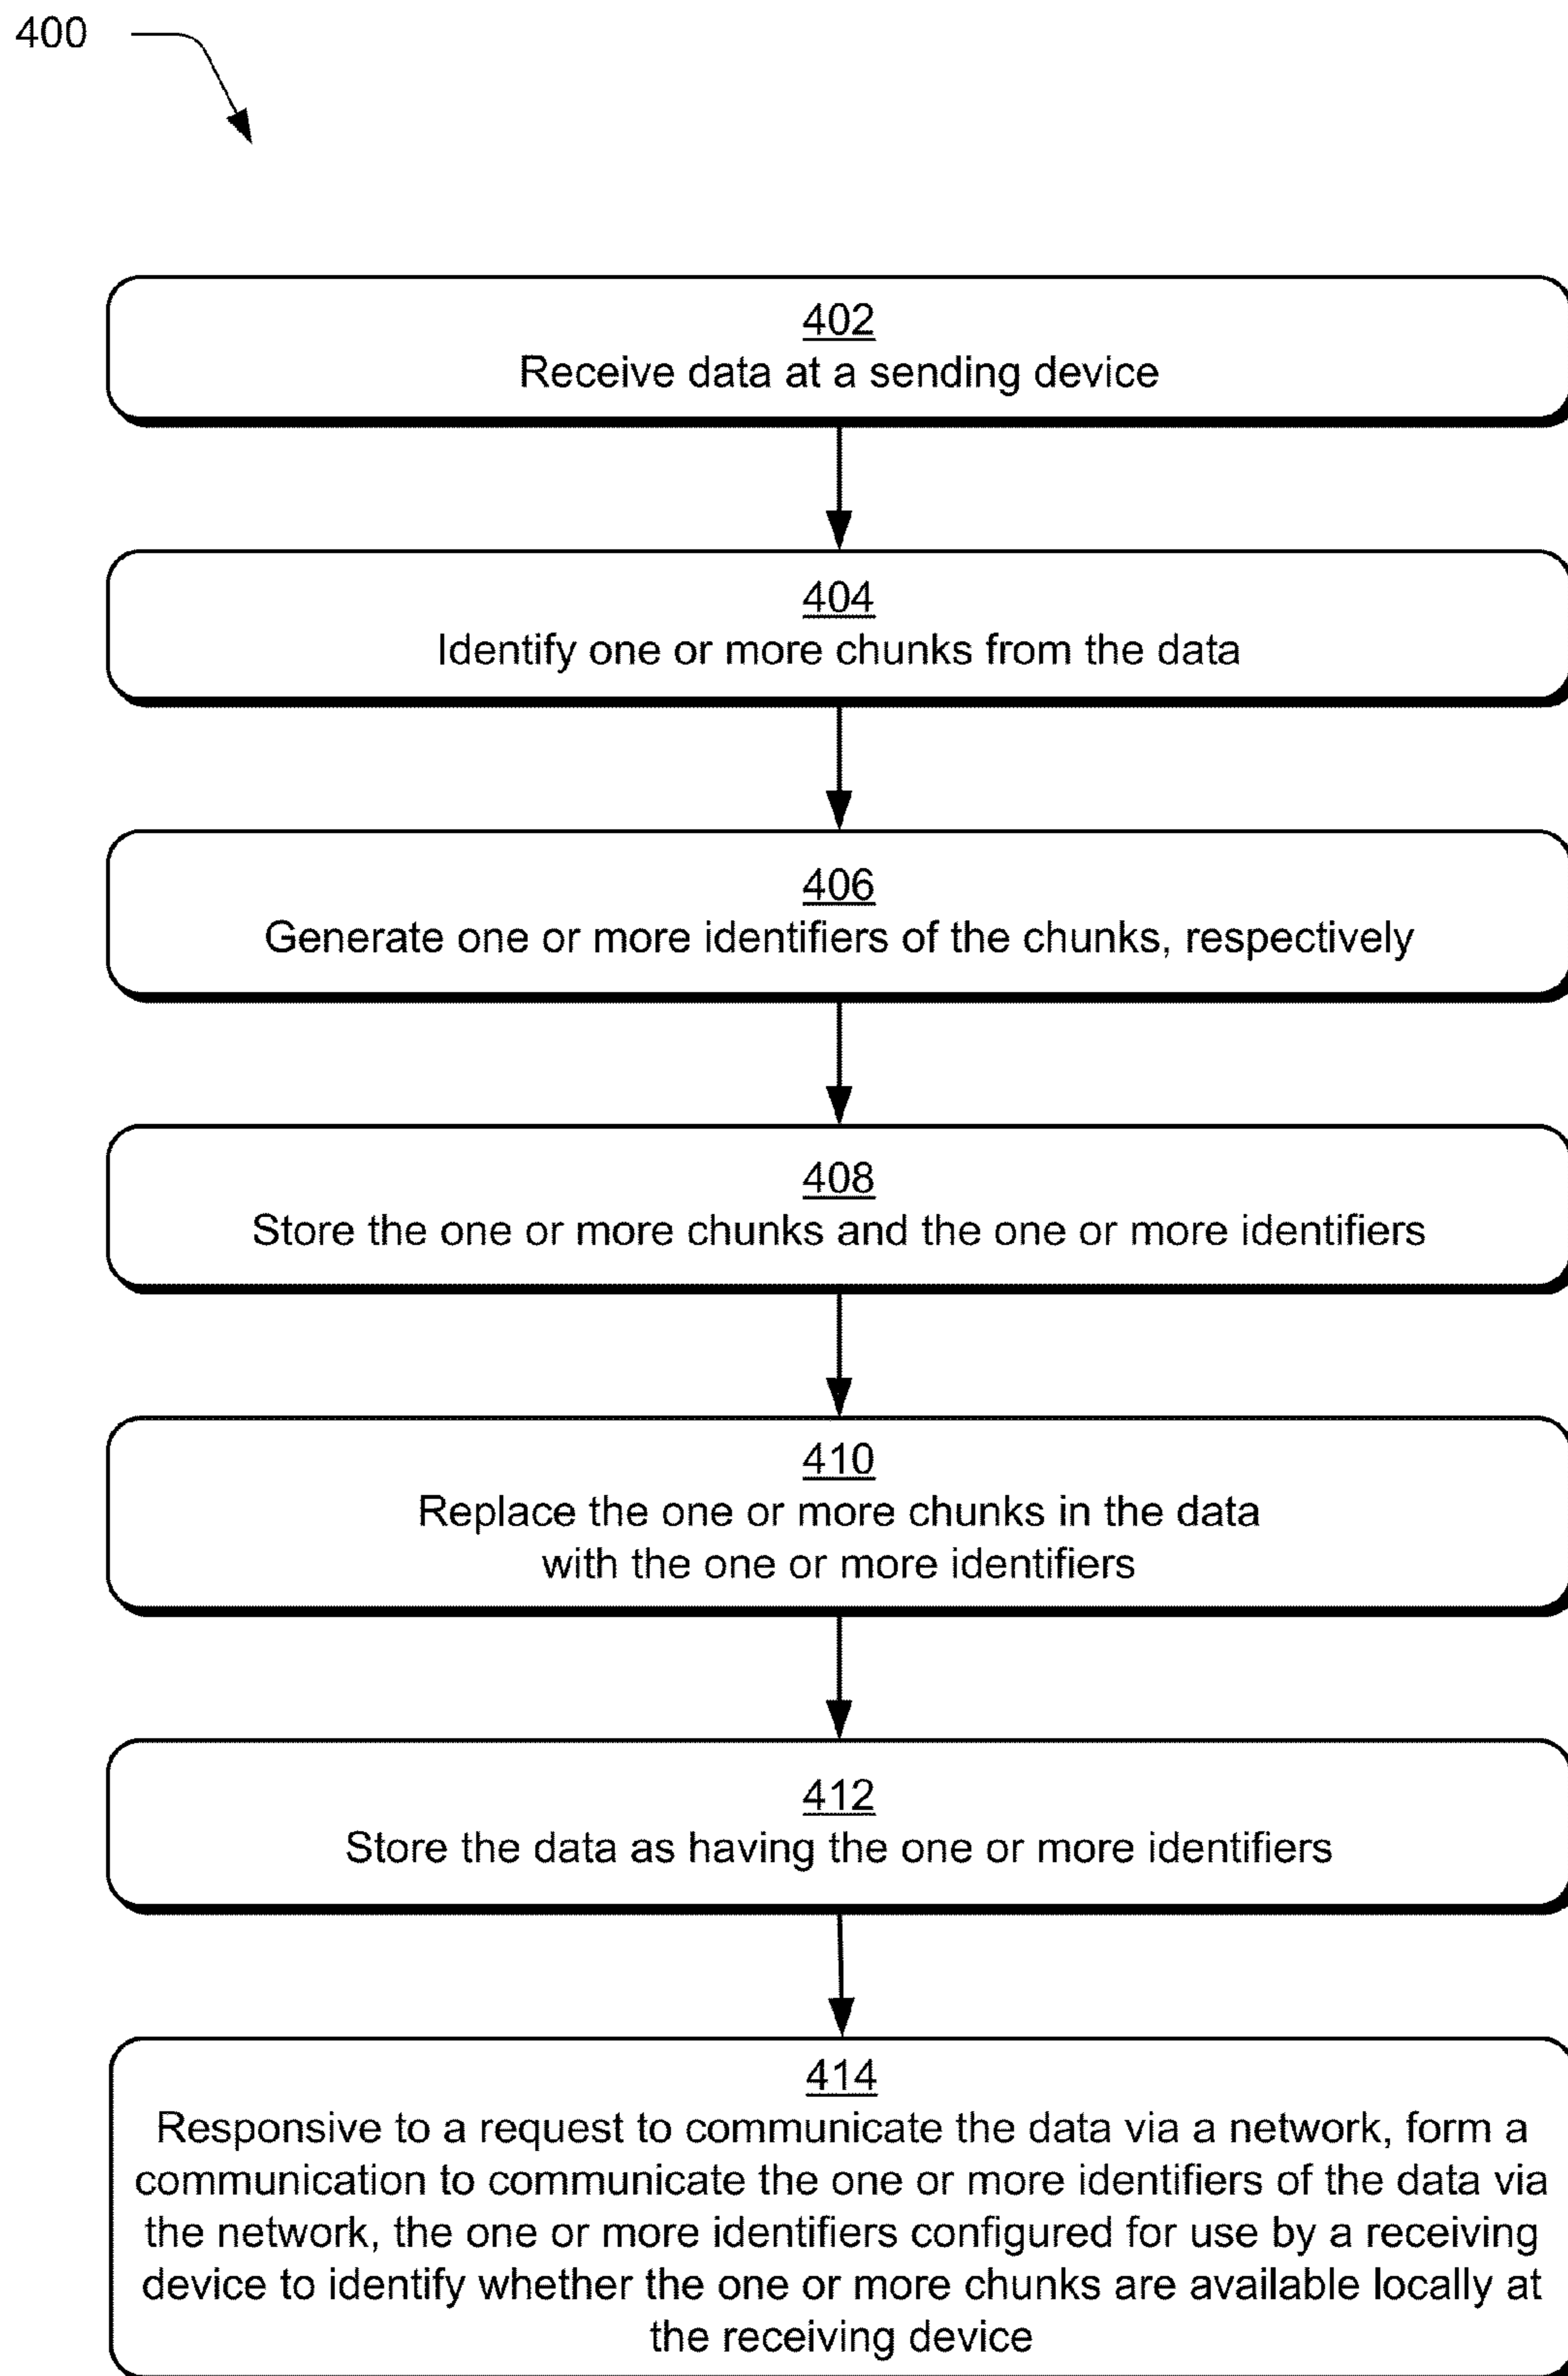 400
402
Receive data at a sending device
404
Identify one or more chunks from the data
406
Generate one or more identifiers of the chunks, respectively
408
Store the one or more chunks and the one or more identifiers
410
Replace the one or more chunks in the data
with the one or more identifiers
412
Store the data as having the one or more identifiers
414
Responsive to a request to communicate the data via a network, form a
communication to communicate the one or more identifiers of the data via
the network, the one or more identifiers configured for use by a receiving
device to identify whether the one or more chunks are available locally at
the receiving device